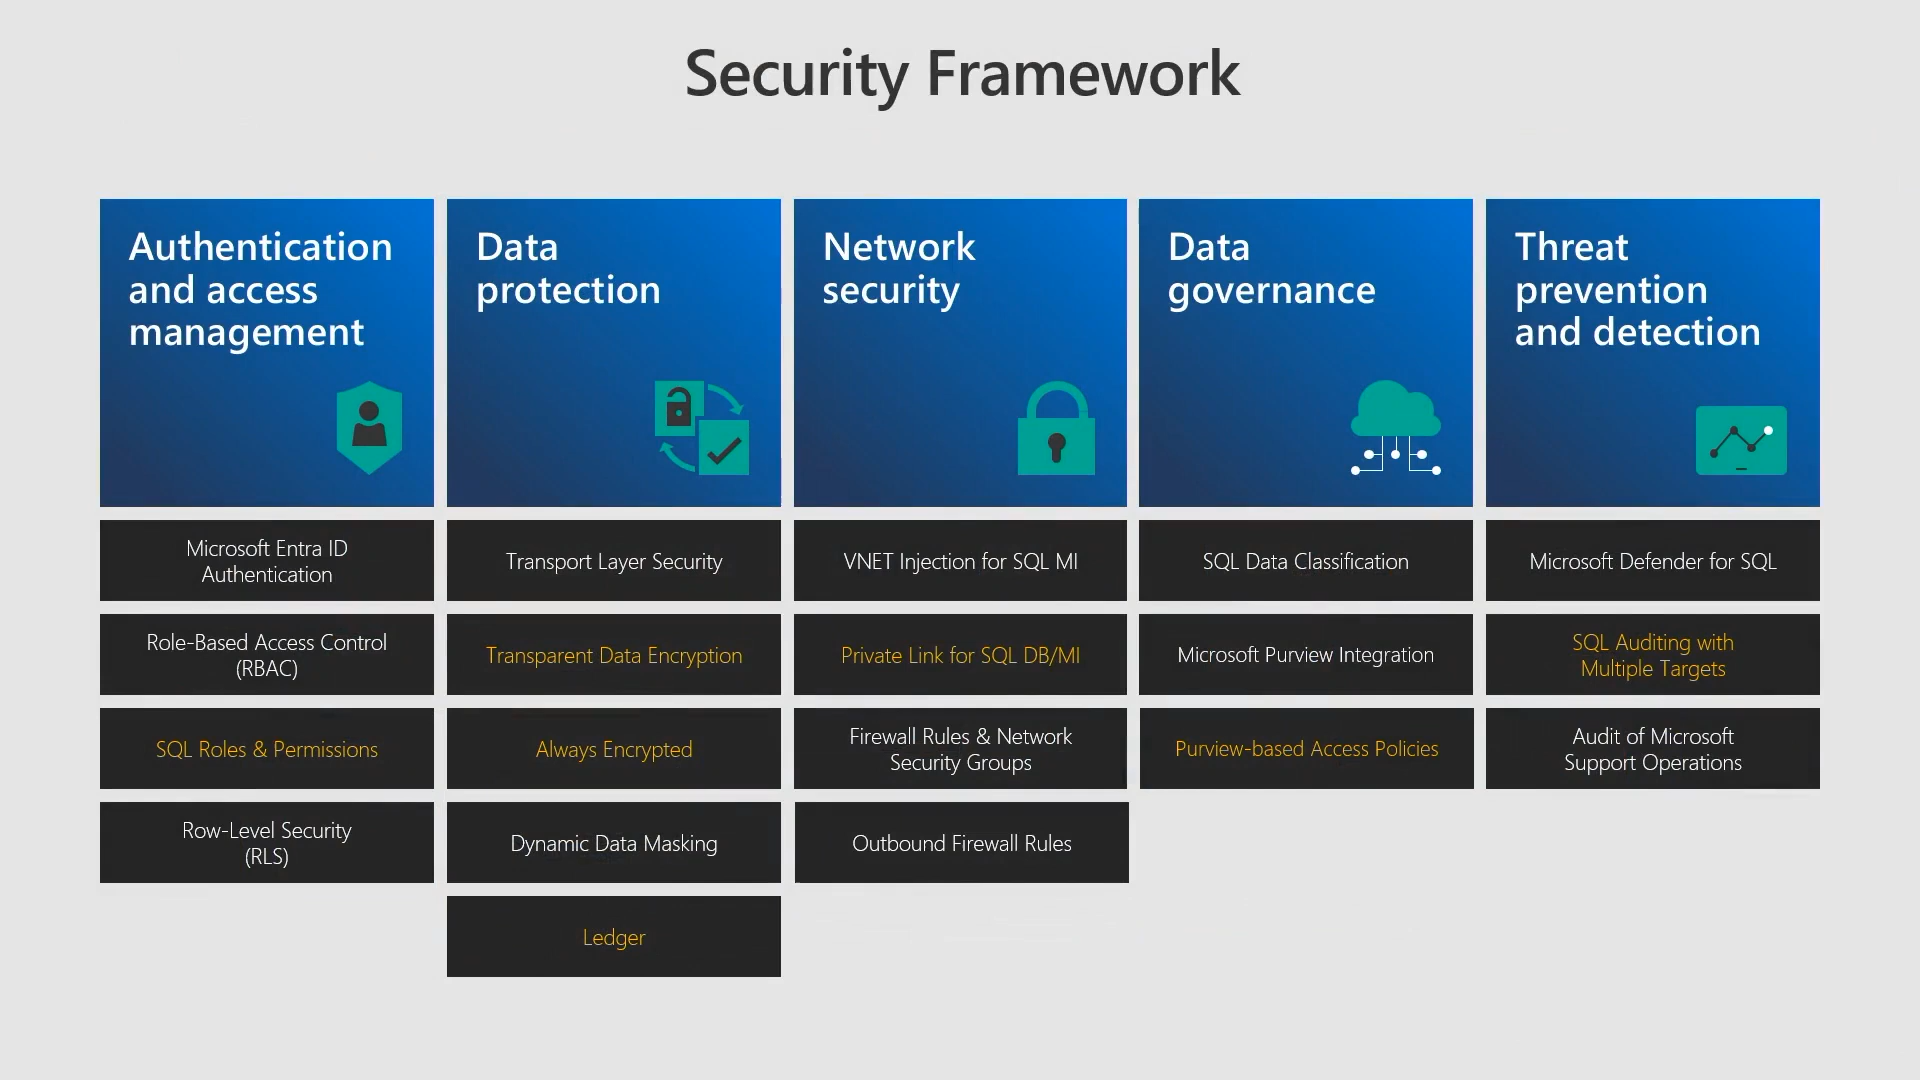 Security Framework
Authentication
and access
management
Microsoft Entra ID
Authentication
Role-Based Access Control
(RBAC)
SQL Roles & Permissions
Row-Level Security
(RLS)
Data
protection
Transport Layer Security
Transparent Data Encryption
Always Encrypted
Dynamic Data Masking
Ledger
Network
security
VNET Injection for SQL MI
Private Link for SQL DB/MI
Firewall Rules & Network
Security Groups
Outbound Firewall Rules
Data
governance
SQL Data Classification
Microsoft Purview Integration
Purview-based Access Policies
Threat
prevention
and detection
Microsoft Defender for SQL
SQL Auditing with
Multiple Targets
Audit of Microsoft
Support Operations